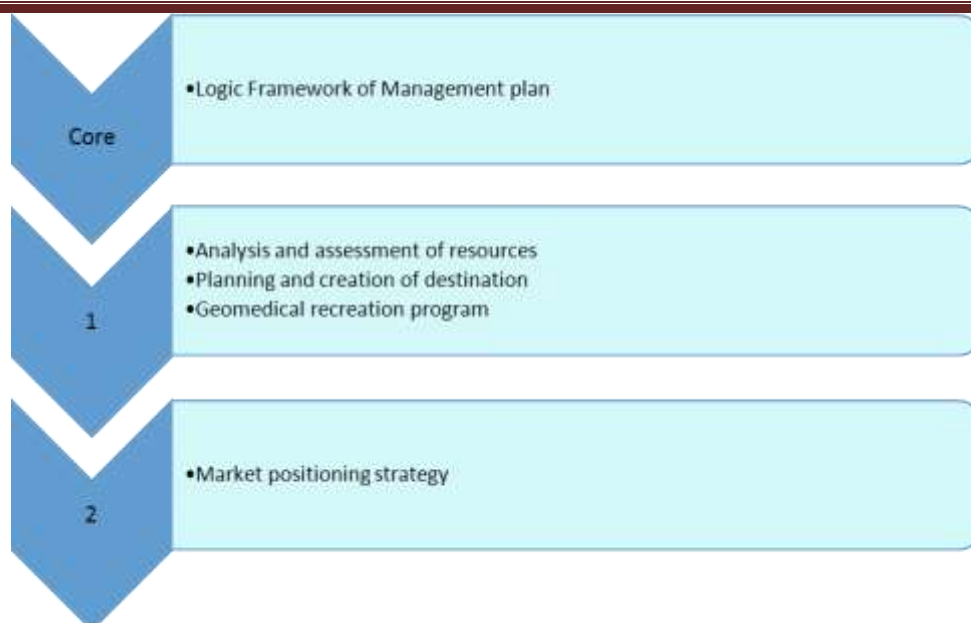 Core
•Logic Framework of Management plan
1
•Analysis and assessment of resources
•Planning and creation of destination
•Geomedical recreation program
2
•Market positioning strategy